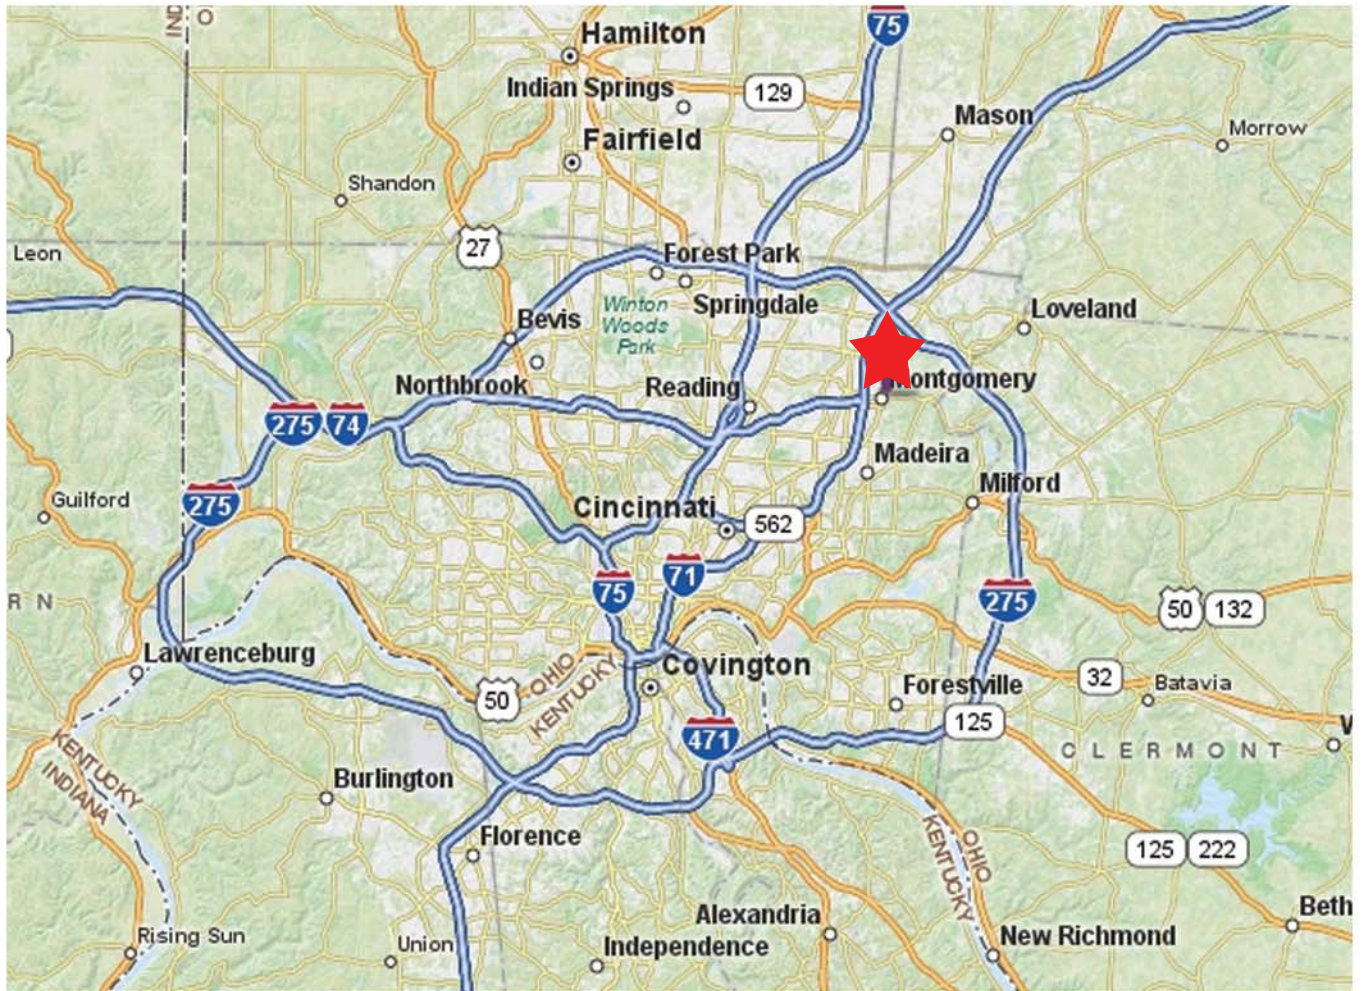 IND
O
75
Hamilton
Indian Springs
129
Mason
Morrow
Fairfield
Shandon
27
Leon
Forest Park
Winton
Woods
Park
Springdale
Loveland
Bevis
Northbrook
Reading
ontgomery
275
74
Madeira
Milford
Guilford
275
Cincinnati
562
71
75
275
50
132
R N
Lawrenceburg
OHIO
KENTUCKY
Covington
32
Batavia
Forestville
50
125
471
CLERMONT
KENTUCKY
INDIANA
Burlington
Florence
OHIO
KENTUCKY
125
222
Alexandria
Beth
Rising Sun
Union
Independence
New Richmond